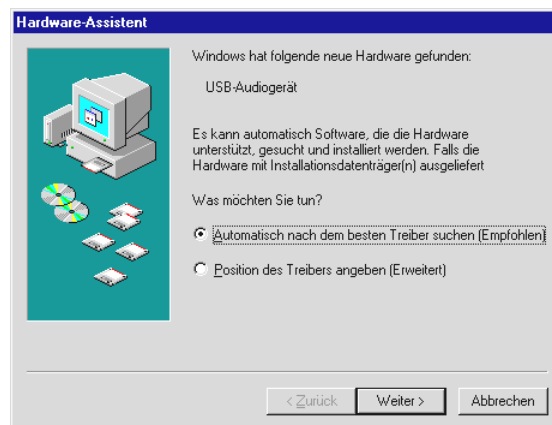 Hardware-Assistent
Windows hat folgende neue Hardware gefunden:
USB-Audiogerät
Es kann automatisch Software, die die Hardware
unterstützt, gesucht und installiert werden. Falls die
Hardware mit Installationsdatenträger(n) ausgeliefert
Was möchten Sie tun?
Automatisch nach dem besten Treiber suchen (Empfohlen)
Position des Treibers angeben (Erweitert)
< Zurück Weiter > Abbrechen